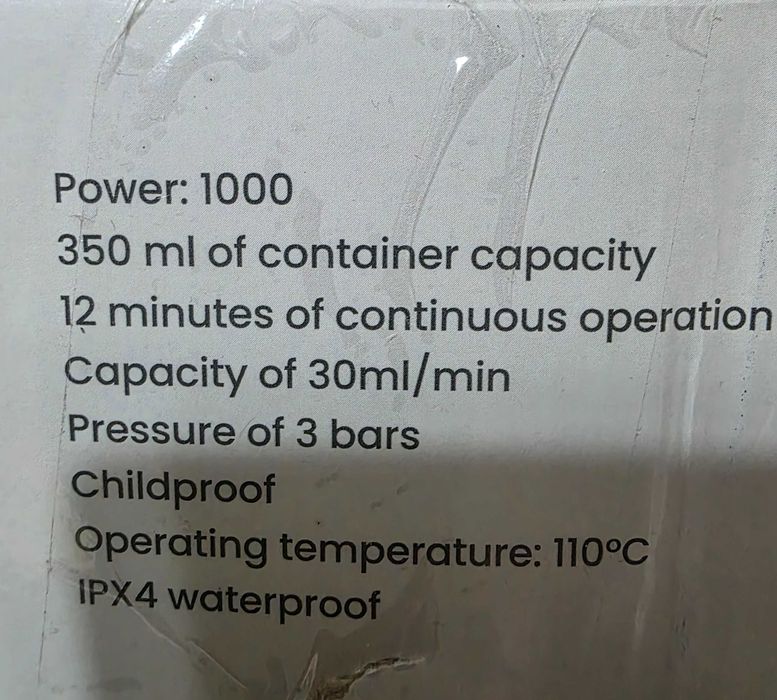 Power: 1000
350 ml of container capacity
12 minutes of continuous operation
Capacity of 30ml/min
Pressure of 3 bars
Childproof
Operating temperature: 110ºC
IPX4 waterproof